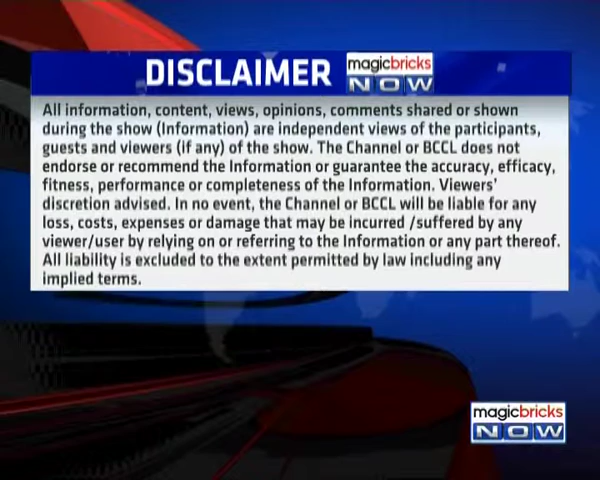 DISCLAIMER
magicbricks
NOW
All information, content, views, opinions, comments shared or shown
during the show (Information) are independent views of the participants,
guests and viewers (if any) of the show. The Channel or BCCL does not
endorse or recommend the Information or guarantee the accuracy, efficacy,
fitness, performance or completeness of the Information. Viewers'
discretion advised. In no event, the Channel or BCCL will be liable for any
loss, costs, expenses or damage that may be incurred /suffered by any
viewer/user by relying on or referring to the Information or any part thereof.
All liability is excluded to the extent permitted by law including any
implied terms.
magicbricks
NOW